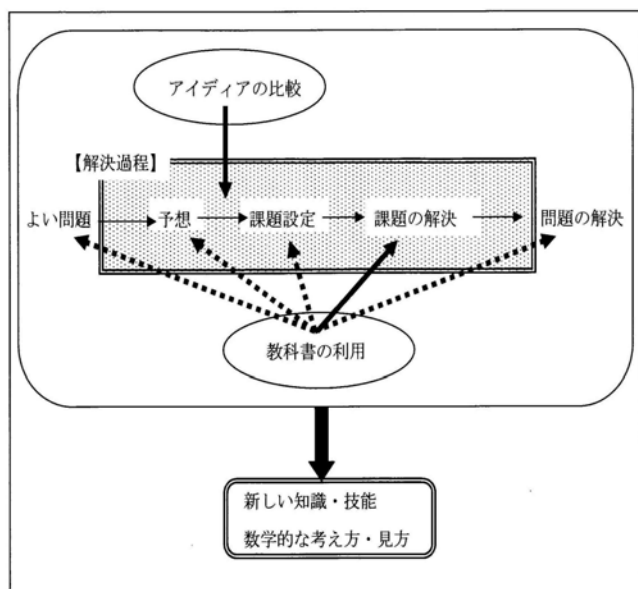 アイディアの比較
【解決過程】
よい問題
予想
課題設定
課題の解決
問題の解決
教科書の利用
新しい知識・技能
数学的な考え方・見方